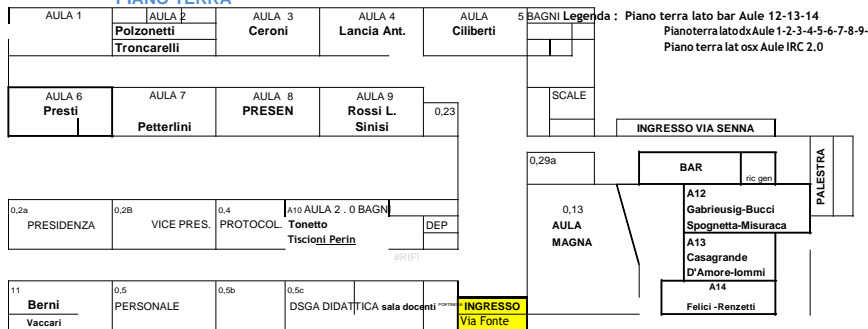 PIANO TERRA
AULA 1 AULA 2 AULA 3 AULA 4 AULA 5 BAGNI Legenda : Piano terra lato bar Aule 12-13-14
Polzonetti Ceroni Lancia Ant. Ciliberti Pianoterra lato dx Aule 1-2-3-4-5-6-7-8-9-
Troncarelli Piano terra lat osx Aule IRC 2.0
AULA 6 AULA 7 AULA 8 AULA 9 SCALE
Presti PRESEN Rossi L. 0,23
Petterlini Sinisi INGRESSO VIA SENNA
0,29a BAR ric gen PALESTRA
A12
0,2a 0,2B 0,4 A10 AULA 2 . 0 BAGNI 0,13 Gabrieusig-Bucci
PRESIDENZA VICE PRES. PROTOCOL. Tonetto DEP AULA Spognetta-Misuraca
Tiscioni Perin MAGNA A13
#RIF! Casagrande
D'Amore-Iommi
11 0,5 0,5b 0,5c A14
Berni PERSONALE DSGA DIDATTICA sala docenti INGRESSO Felici -Renzetti
Vaccari Via Fonte